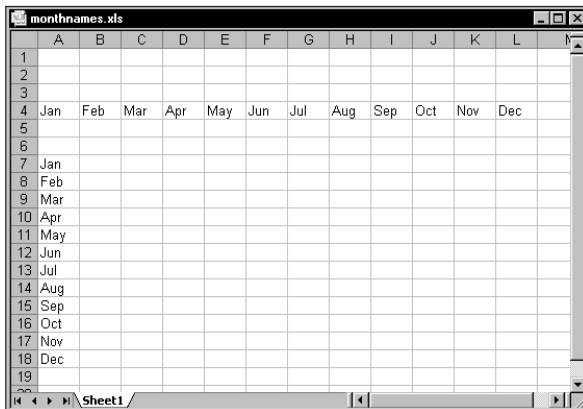 monthnames.xls
A B C D E F G H I J K L
1
2
3
4 Jan Feb Mar Apr May Jun Jul Aug Sep Oct Nov Dec
5
6
7 Jan
8 Feb
9 Mar
10 Apr
11 May
12 Jun
13 Jul
14 Aug
15 Sep
16 Oct
17 Nov
18 Dec
19
Sheet1